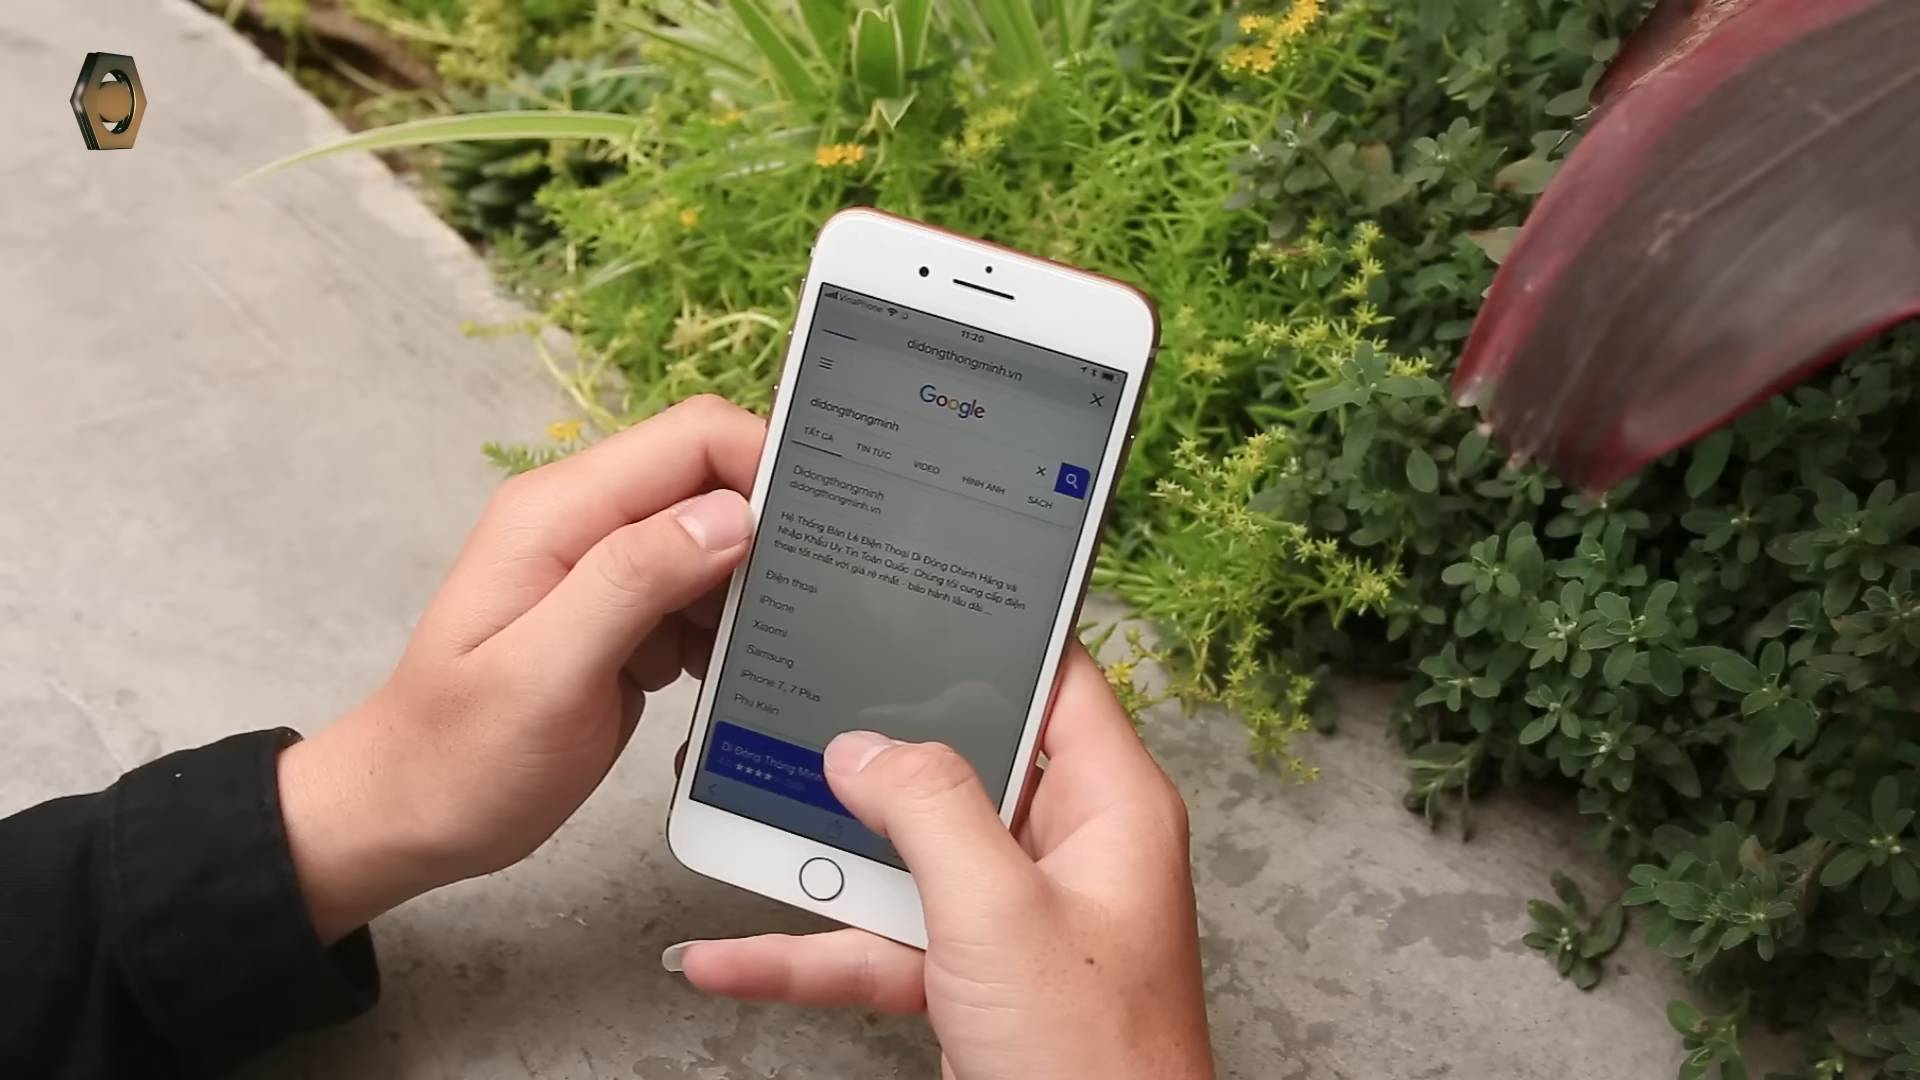 VinaPhone
11:20
didongthongminh.vn
Google
didongthongminh
TẤT CẢ TIN TỨC VIDEO HÌNH ẢNH SÁCH
Didongthongminh
didongthongminh.vn
Hệ Thống Bán Lẻ Điện Thoại Di Động Chính Hãng và
Nhập Khẩu Uy Tín Toàn Quốc .Chúng tôi cung cấp điện
thoại tốt nhất với giá rẻ nhất - bảo hành lâu dài ...
Điện thoại
iPhone
Xiaomi
Samsung
iPhone 7, 7 Plus
Phụ Kiện
Di Động Thông Minh